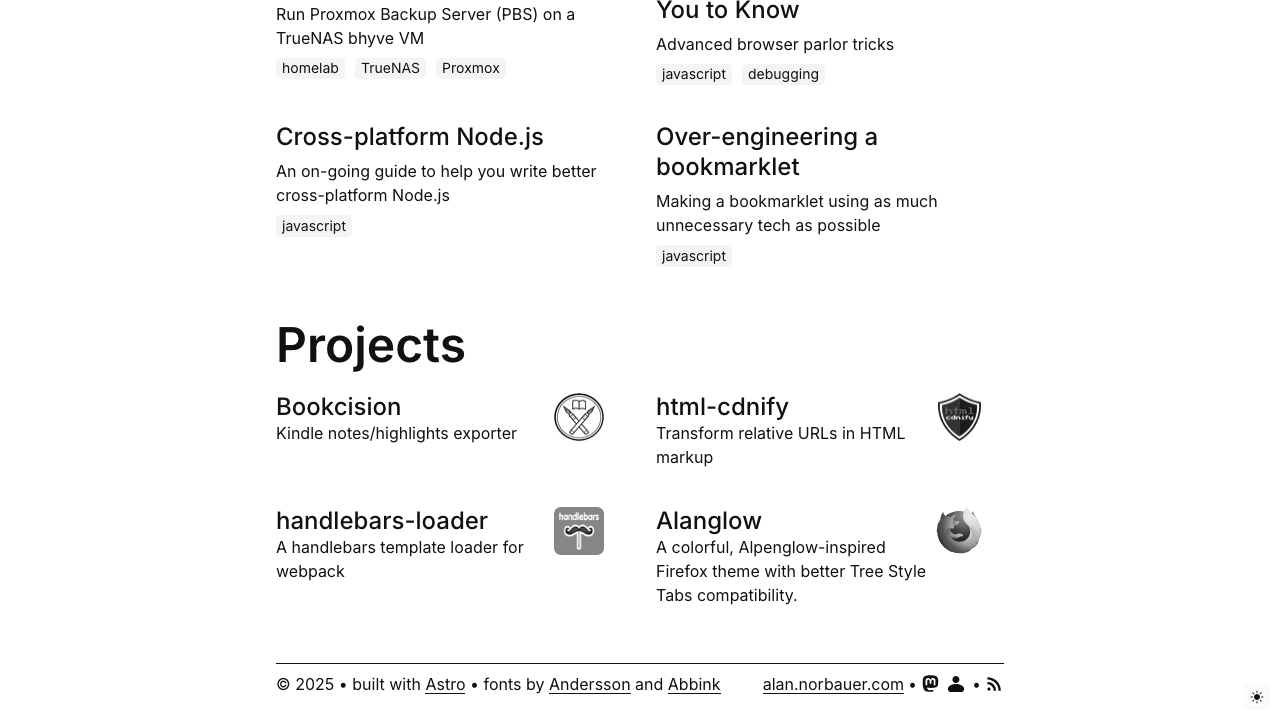 Run Proxmox Backup Server (PBS) on a
TrueNAS bhyve VM
homelab TrueNAS Proxmox
You to Know
Advanced browser parlor tricks
javascript debugging
Cross-platform Node.js
An on-going guide to help you write better
cross-platform Node.js
javascript
Over-engineering a
bookmarklet
Making a bookmarklet using as much
unnecessary tech as possible
javascript
Projects
Bookcision
Kindle notes/highlights exporter
html-cdnify
Transform relative URLs in HTML
markup
html
cdnify
handlebars-loader
A handlebars template loader for
webpack
handlebars
Alanglow
A colorful, Alpenglow-inspired
Firefox theme with better Tree Style
Tabs compatibility.
© 2025 • built with Astro • fonts by Andersson and Abbink
alan.norbauer.com • •